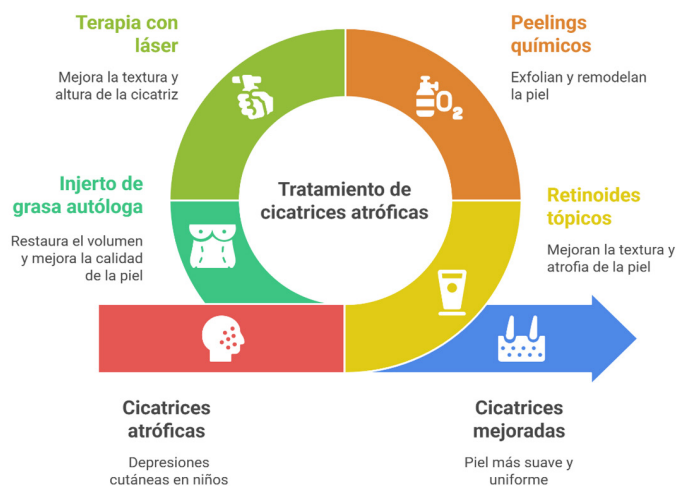 Terapia con
láser
Mejora la textura y
altura de la cicatriz
Peelings
químicos
Exfolian y remodelan
la piel
O2
Injerto de
grasa autóloga
Restaura el volumen
y mejora la calidad
de la piel
Tratamiento de
cicatrices atróficas
Retinoides
tópicos
Mejoran la textura y
atrofia de la piel
Cicatrices
atróficas
Depresiones
cutáneas en niños
Cicatrices
mejoradas
Piel más suave y
uniforme